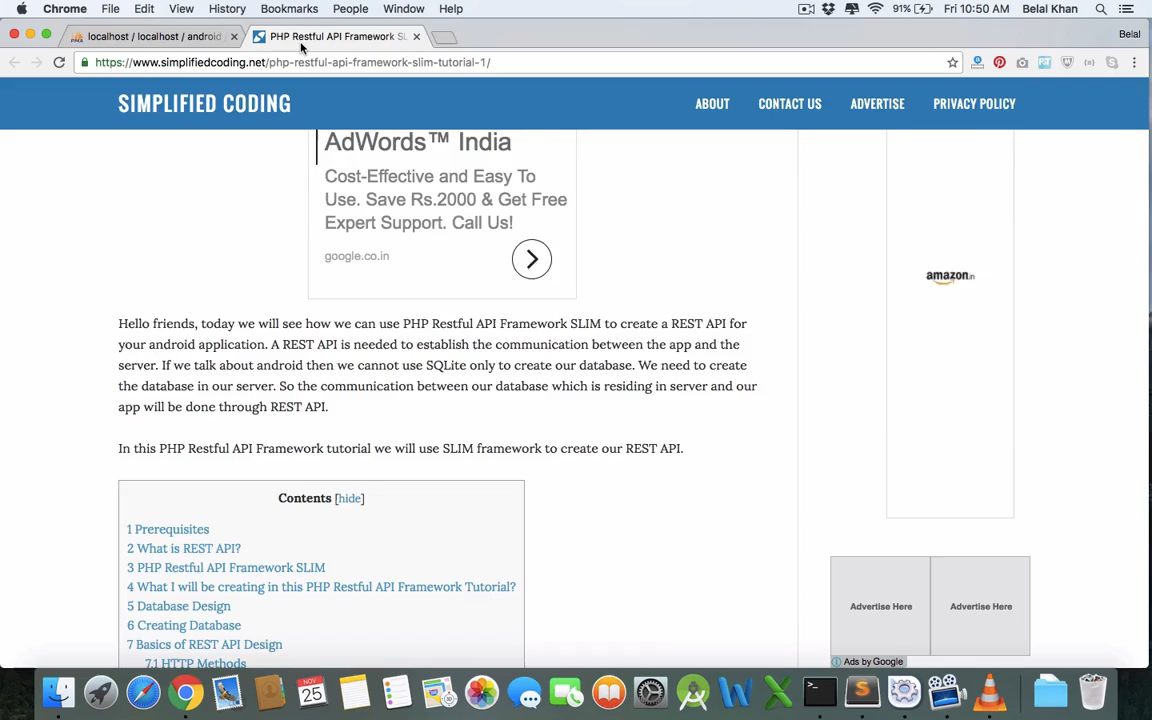 Chrome File Edit View History Bookmarks People Window Help 91% Fri 10:50 AM Belal Khan
localhost / localhost / android PHP Restful API Framework SL Belal
https://www.simplifiedcoding.net/php-restful-api-framework-slim-tutorial-1/
SIMPLIFIED CODING ABOUT CONTACT US ADVERTISE PRIVACY POLICY
AdWords™ India
Cost-Effective and Easy To
Use. Save Rs.2000 & Get Free
Expert Support. Call Us!
google.co.in
amazon.in
Hello friends, today we will see how we can use PHP Restful API Framework SLIM to create a REST API for
your android application. A REST API is needed to establish the communication between the app and the
server. If we talk about android then we cannot use SQLite only to create our database. We need to create
the database in our server. So the communication between our database which is residing in server and our
app will be done through REST API.
In this PHP Restful API Framework tutorial we will use SLIM framework to create our REST API.
Contents [hide]
1 Prerequisites
2 What is REST API?
3 PHP Restful API Framework SLIM
4 What I will be creating in this PHP Restful API Framework Tutorial?
5 Database Design
6 Creating Database
7 Basics of REST API Design
7.1 HTTP Methods
Advertise Here Advertise Here
Ads by Google
NOV
25